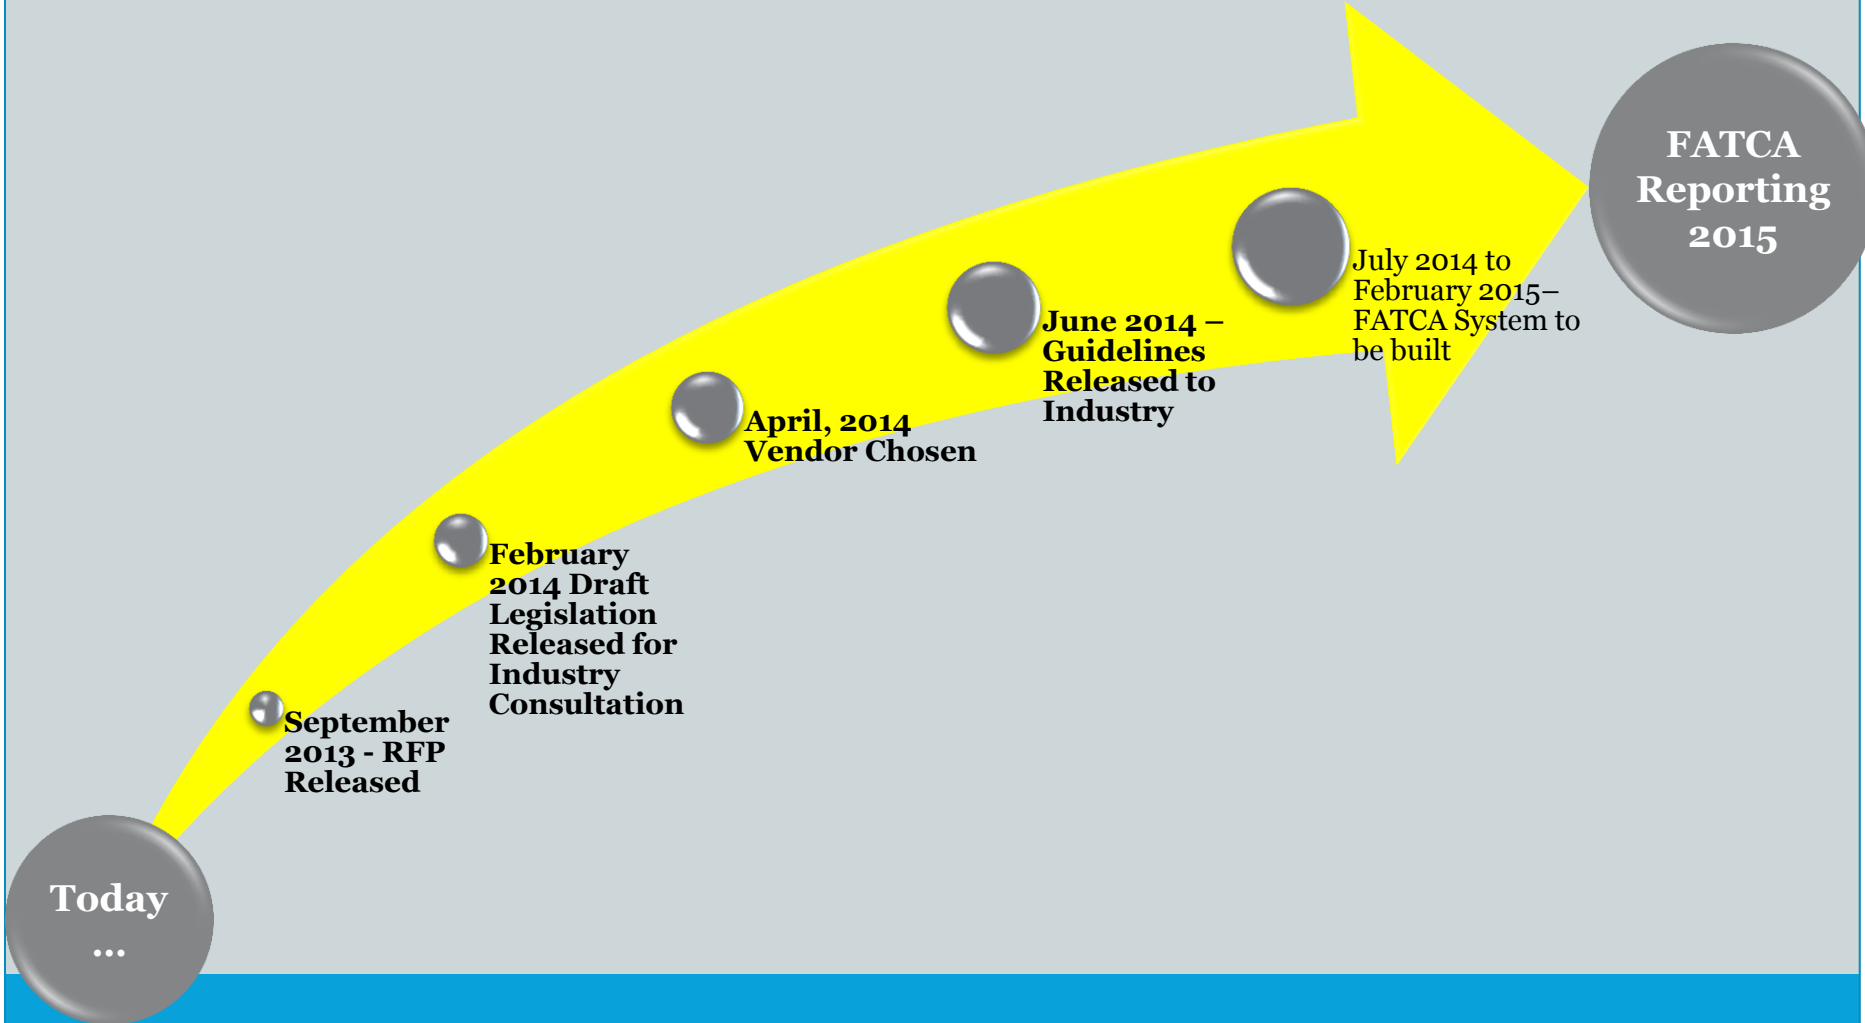 Today
...
September
2013 - RFP
Released
February
2014 Draft
Legislation
Released for
Industry
Consultation
April, 2014
Vendor Chosen
June 2014 –
Guidelines
Released to
Industry
July 2014 to
February 2015–
FATCA System to
be built
FATCA
Reporting
2015